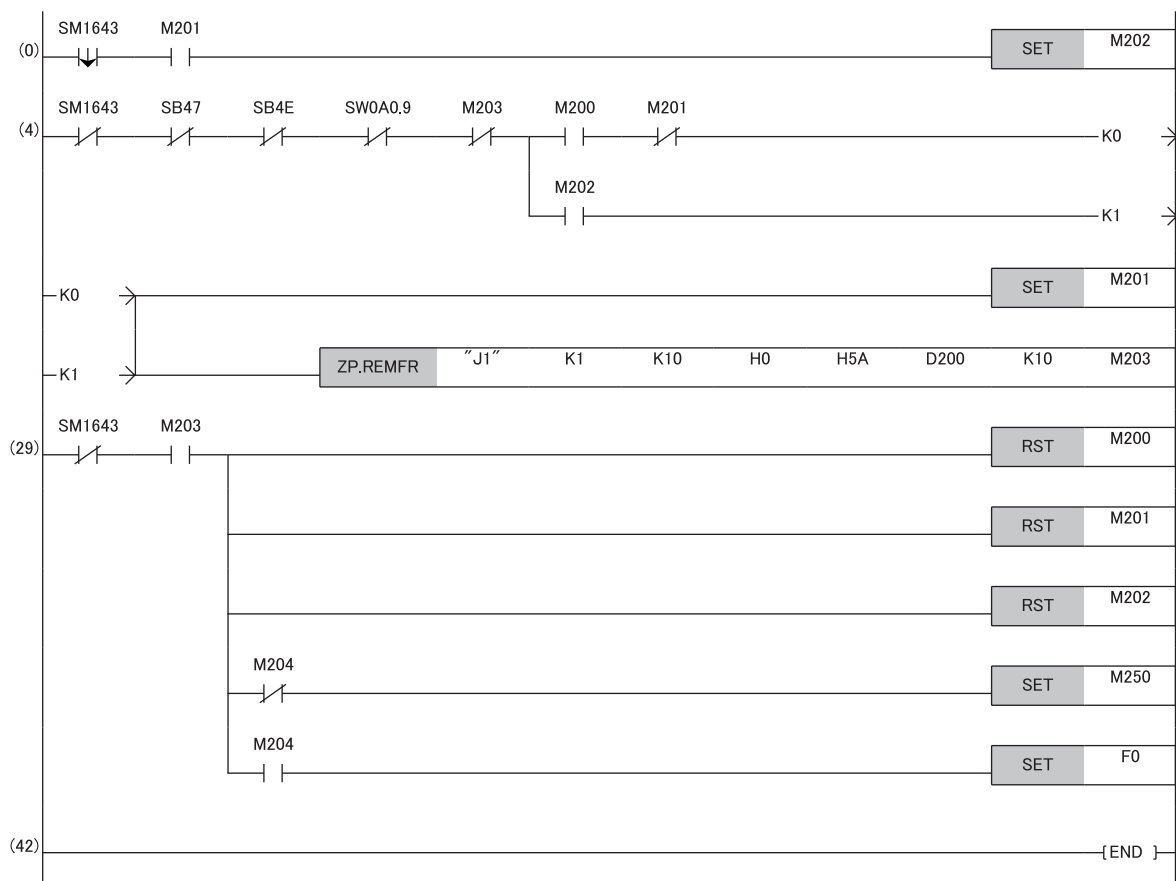 SM1643 M201
(0) SET M202
SM1643 SB47 SB4E SW0A0.9 M203 M200 M201
(4) K0
M202
K1
K0 SET M201
K1 ZP.REMFR "J1" K1 K10 H0 H5A D200 K10 M203
SM1643 M203
(29) RST M200
RST M201
RST M202
M204
SET M250
M204
SET F0
(42) [END ]